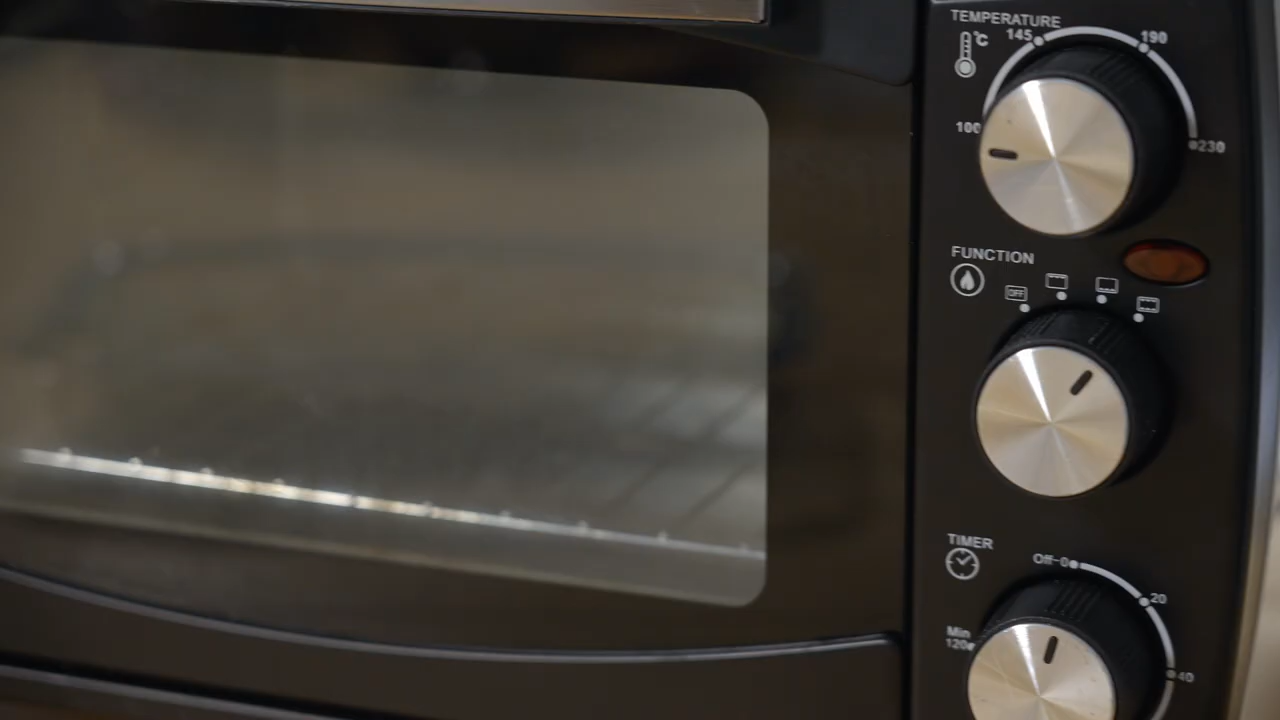 TEMPERATURE
°C
145
190
100
230
FUNCTION
OFF
TIMER
Off-0
20
Min
120
40